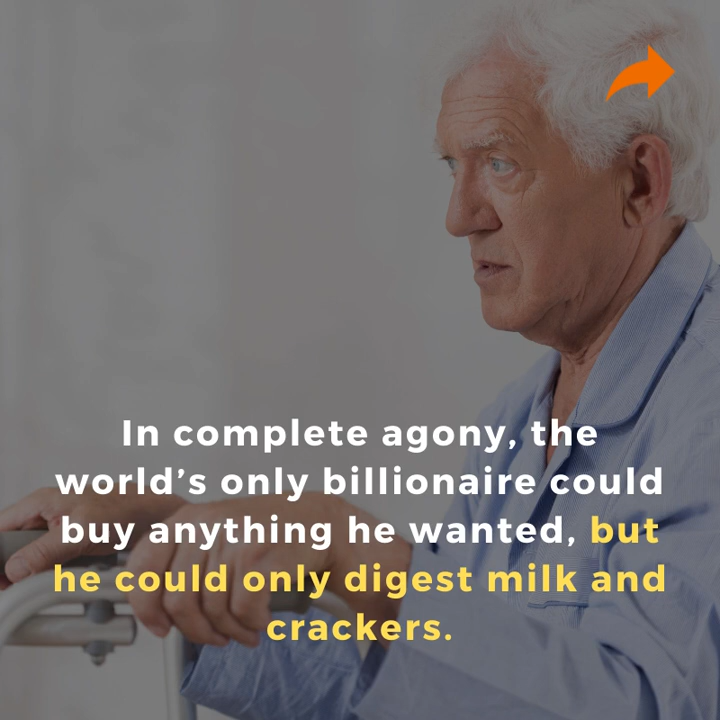 In complete agony, the
world’s only billionaire could
buy anything he wanted, but
he could only digest milk and
crackers.